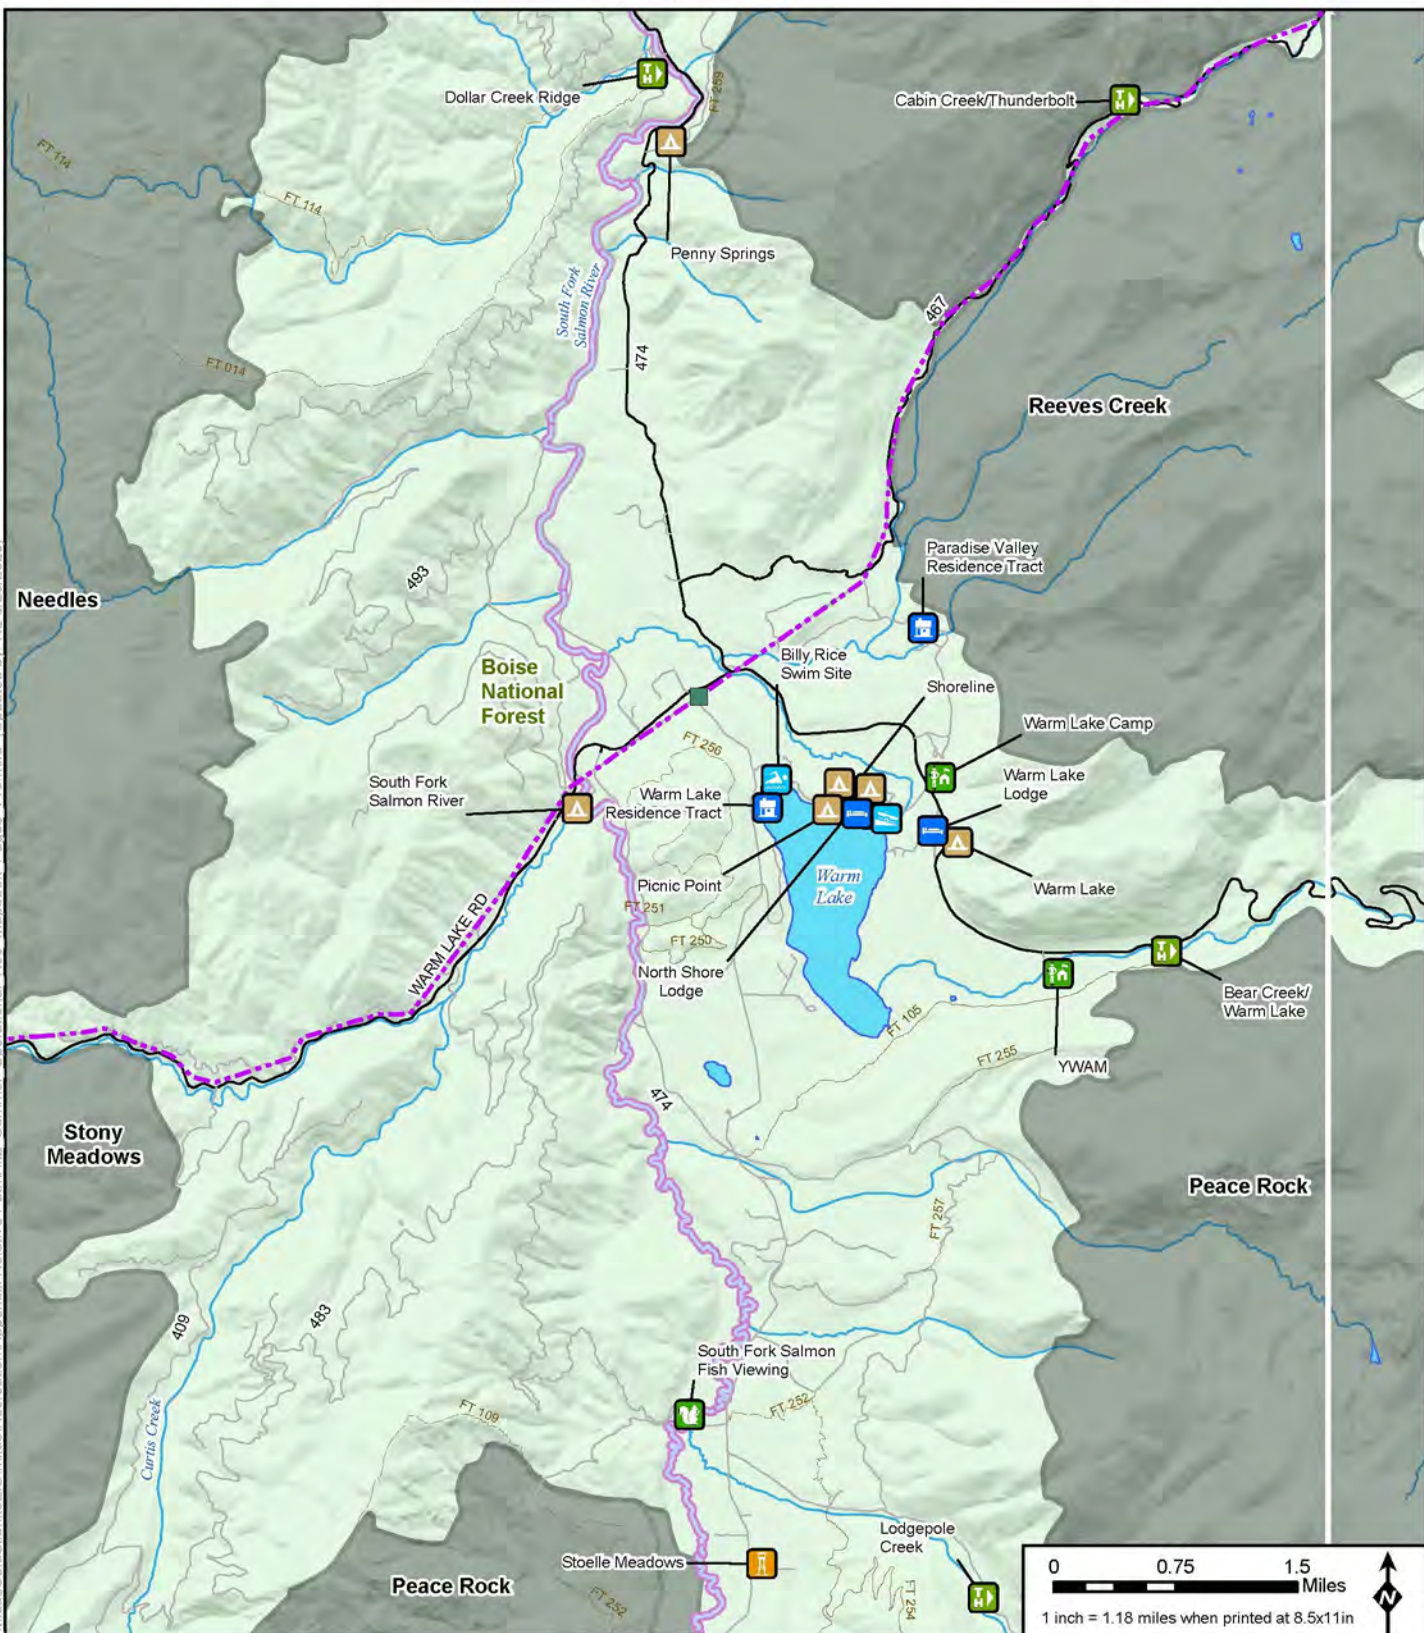 Dollar Creek Ridge
FT 259
Cabin Creek/Thunderbolt
FT 114
FT 114
Penny Springs
South Fork
Salmon River
467
474
FT 014
Reeves Creek
Paradise Valley
Residence Tract
493
Needles
Billy Rice
Swim Site
Boise
National
Forest
Shoreline
Warm Lake Camp
FT 256
South Fork
Salmon River
Warm Lake
Residence Tract
Warm Lake
Lodge
Picnic Point
Warm
Lake
Warm Lake
FT 251
WARM LAKE RD
FT 250
North Shore
Lodge
Bear Creek/
Warm Lake
FT 105
FT 255
YWAM
474
Stony
Meadows
Peace Rock
FT 257
409
483
South Fork Salmon
Fish Viewing
FT 252
FT 109
Curtis Creek
Lodgepole
Creek
Stoelle Meadows
Peace Rock
FT 252
FT 254
0 0.75 1.5
Miles
1 inch = 1.18 miles when printed at 8.5x11in
N